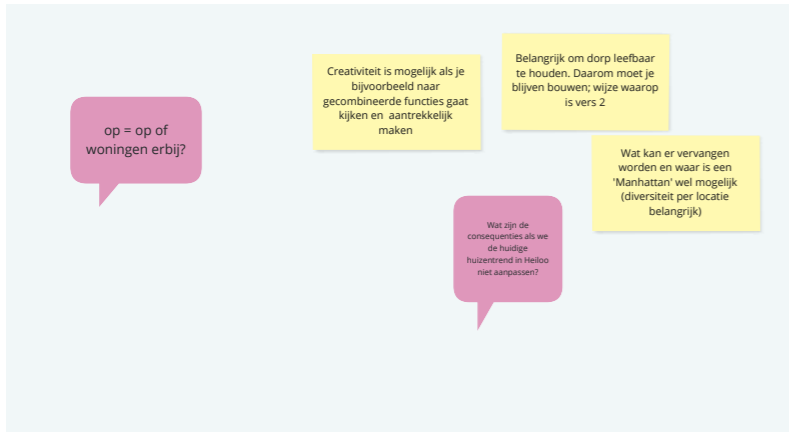 op = op of
woningen erbij?
Creativiteit is mogelijk als je
bijvoorbeeld naar
gecombineerde functies gaat
kijken en aantrekkelijk
maken
Belangrijk om dorp leefbaar
te houden. Daarom moet je
blijven bouwen; wijze waarop
is vers 2
Wat kan er vervangen
worden en waar is een
'Manhattan' wel mogelijk
(diversiteit per locatie
belangrijk)
Wat zijn de
consequenties als we
de huidige
huizentrend in Heiloo
niet aanpassen?